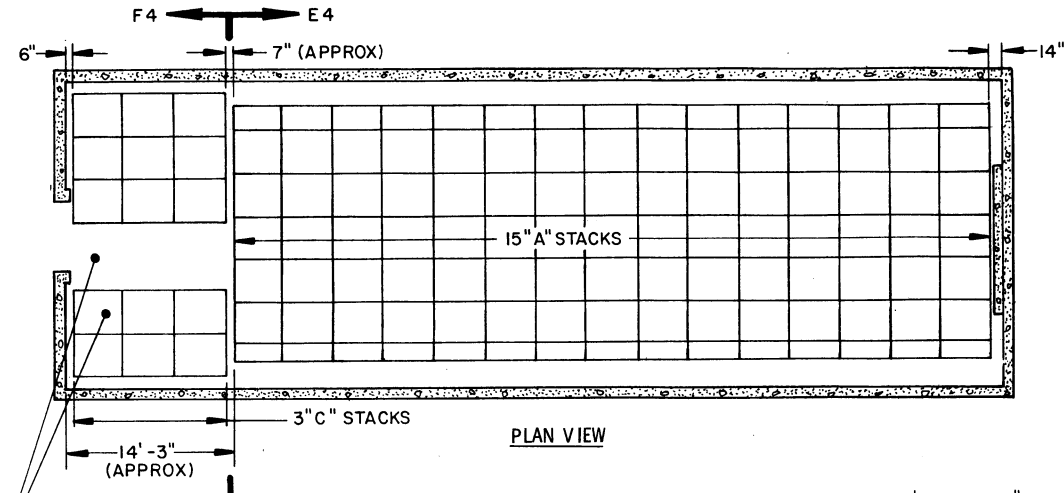 F4 E4
6" 7" (APPROX) 14"
15"A" STACKS
3"C" STACKS
14'-3"
(APPROX)
PLAN VIEW